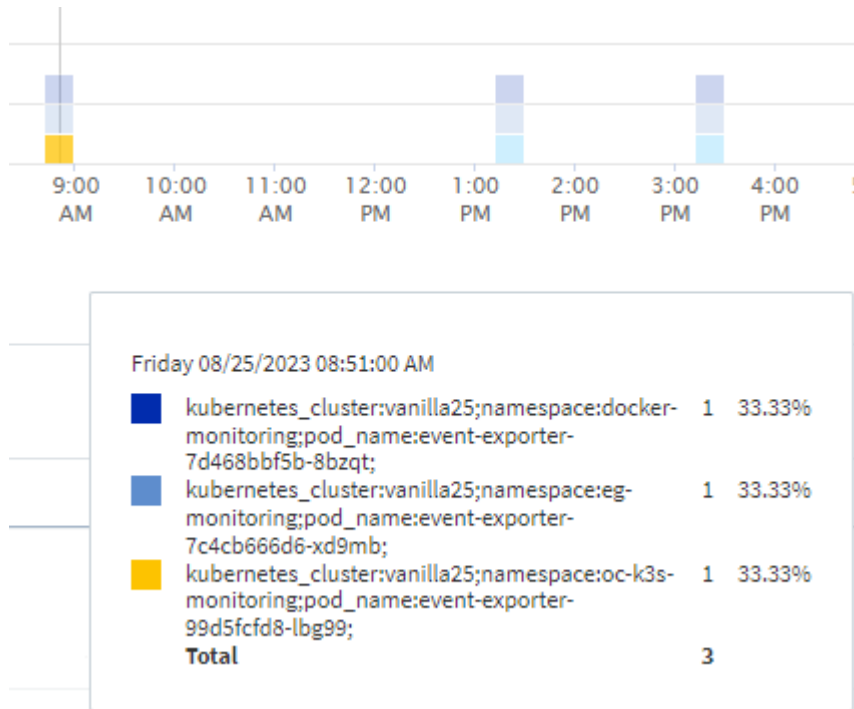 9:00 10:00 11:00 12:00 1:00 2:00 3:00 4:00
AM AM AM PM PM PM PM PM
Friday 08/25/2023 08:51:00 AM
kubernetes_cluster:vanilla25;namespace:docker- 1 33.33%
monitoring;pod_name:event-exporter-
7d468bbf5b-8bzqt;
kubernetes_cluster:vanilla25;namespace:eg- 1 33.33%
monitoring;pod_name:event-exporter-
7c4cb666d6-xd9mb;
kubernetes_cluster:vanilla25;namespace:oc-k3s- 1 33.33%
monitoring;pod_name:event-exporter-
99d5fcfd8-lbg99;
Total 3